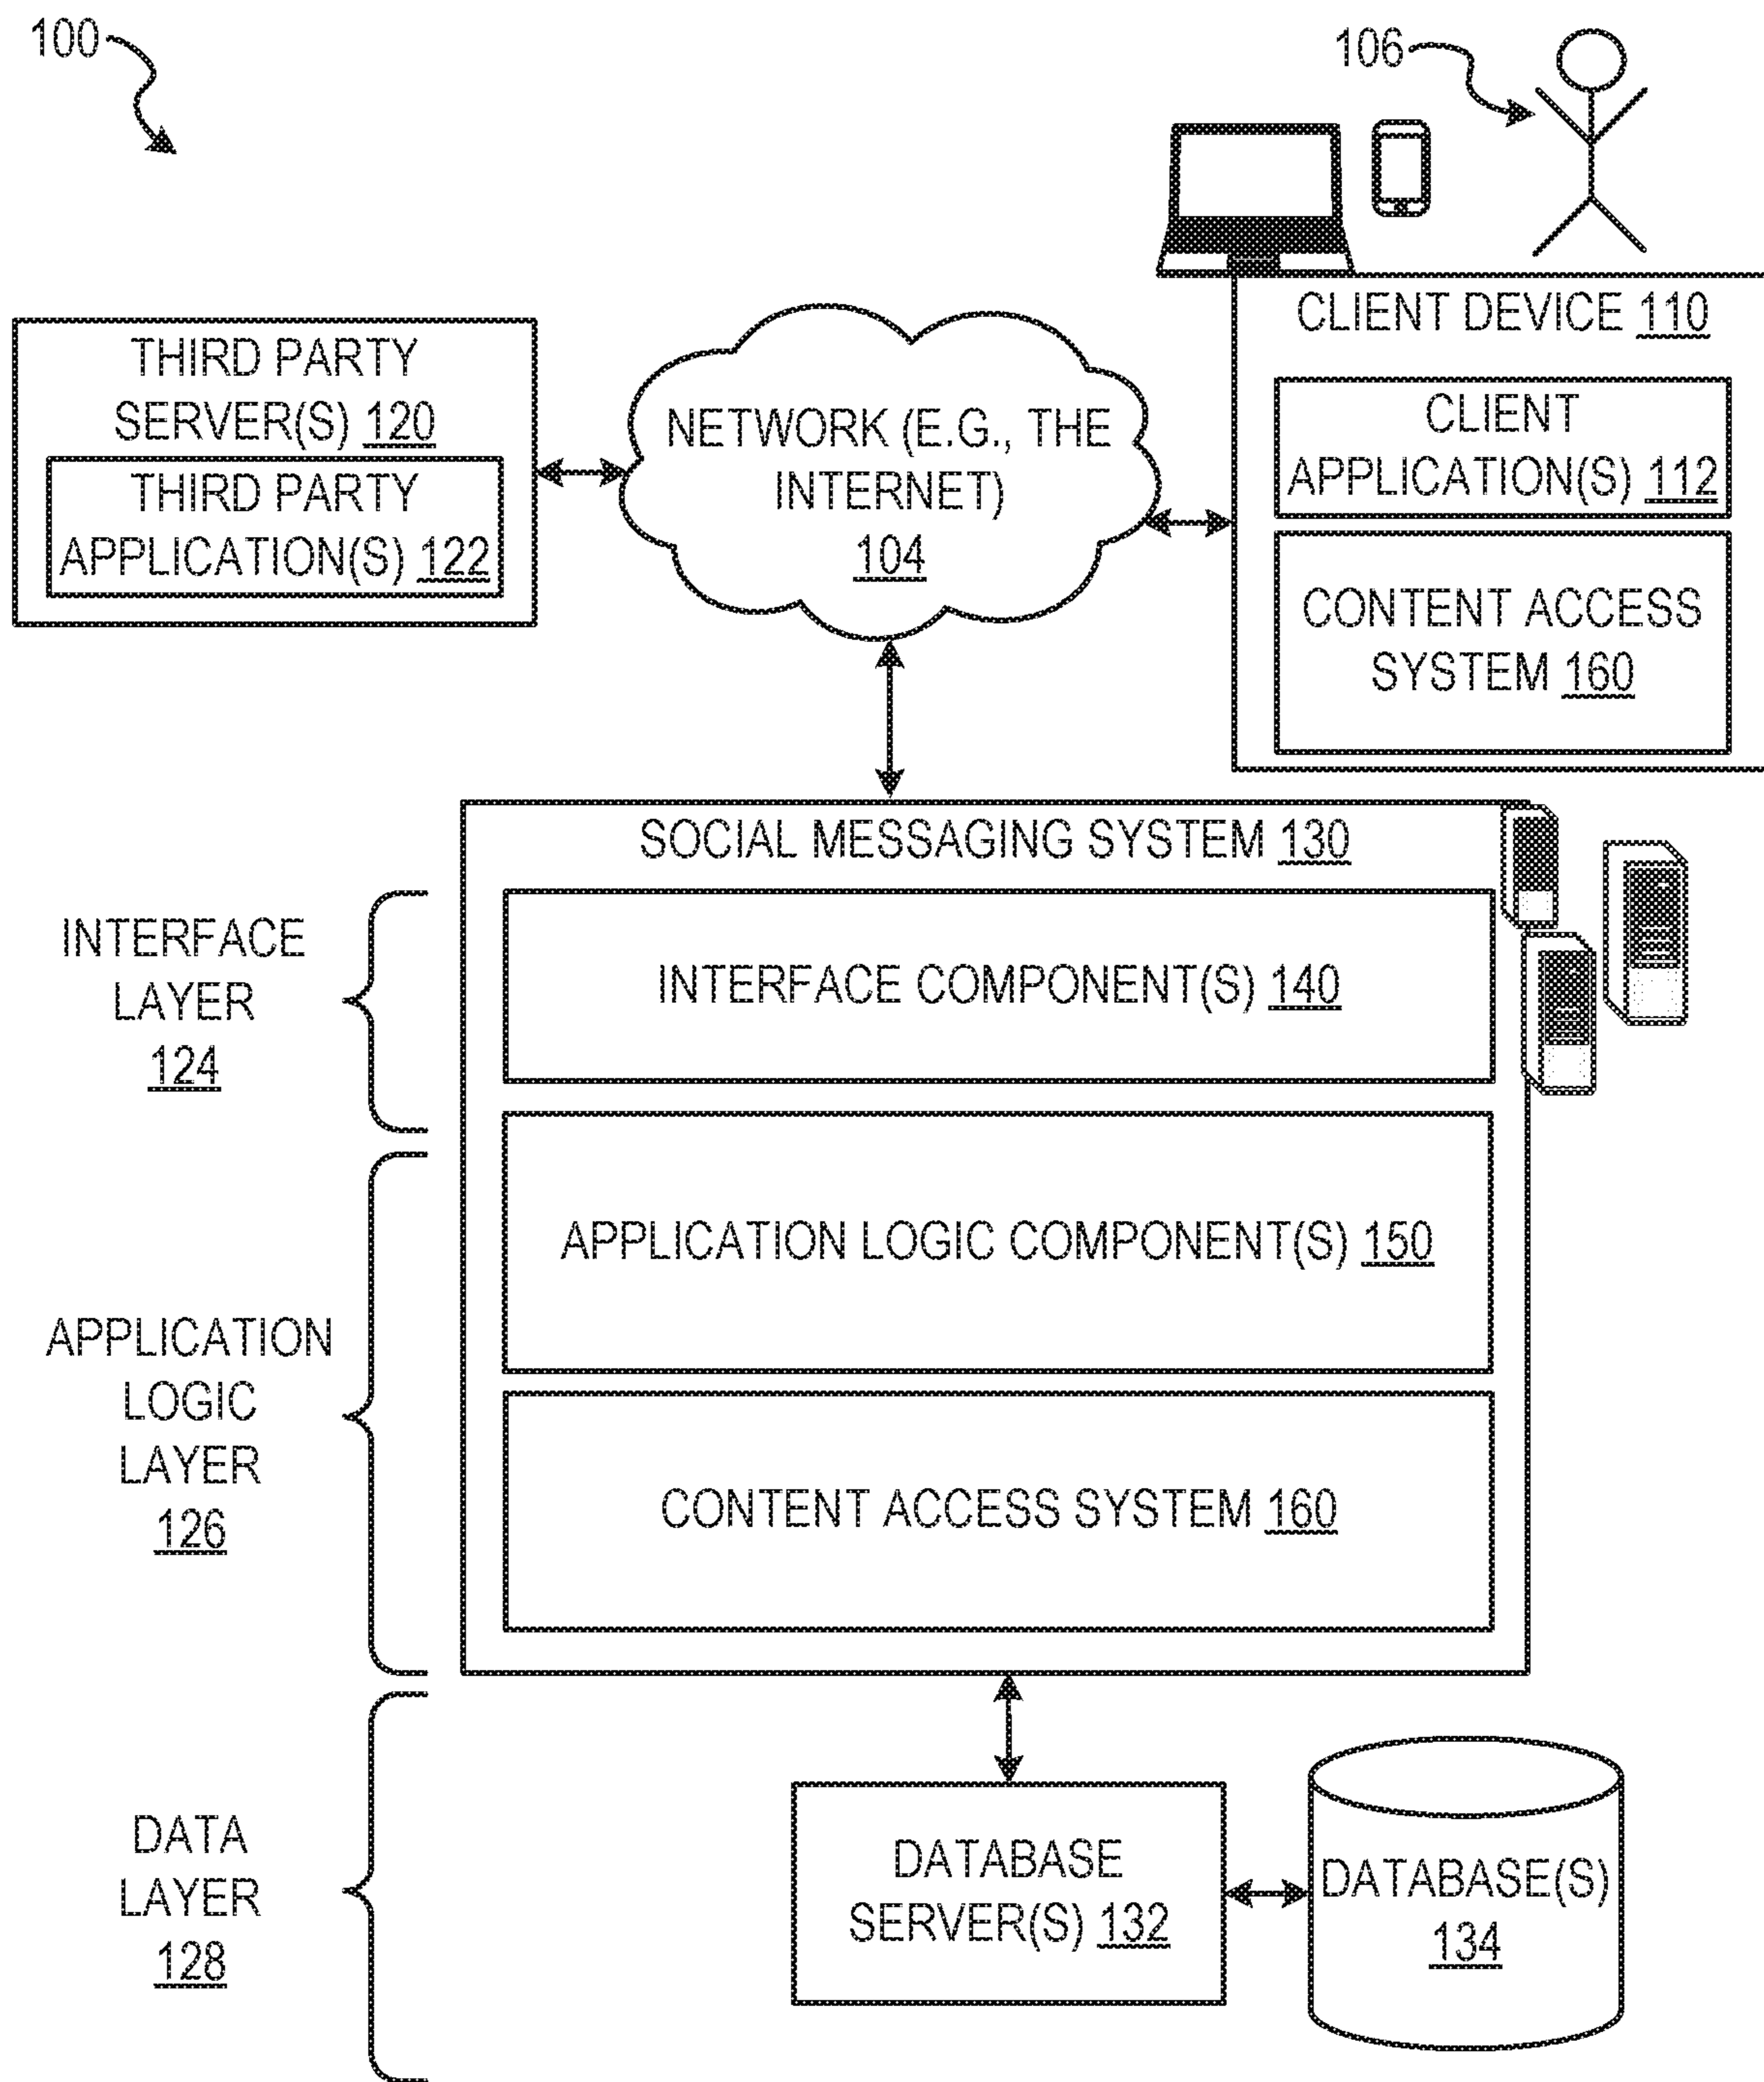 100
106
CLIENT DEVICE 110
CLIENT
APPLICATION(S) 112
CONTENT ACCESS
SYSTEM 160
THIRD PARTY
SERVER(S) 120
THIRD PARTY
APPLICATION(S) 122
NETWORK (E.G., THE
INTERNET)
104
SOCIAL MESSAGING SYSTEM 130
INTERFACE
LAYER
124
INTERFACE COMPONENT(S) 140
APPLICATION LOGIC COMPONENT(S) 150
APPLICATION
LOGIC
LAYER
126
CONTENT ACCESS SYSTEM 160
DATA
LAYER
128
DATABASE
SERVER(S) 132
DATABASE(S)
134